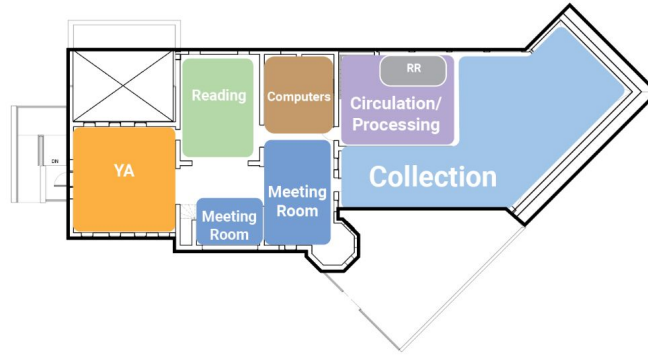 Reading
Computers
RR
Circulation/
Processing
DN
YA
Collection
Meeting
Room
Meeting
Room